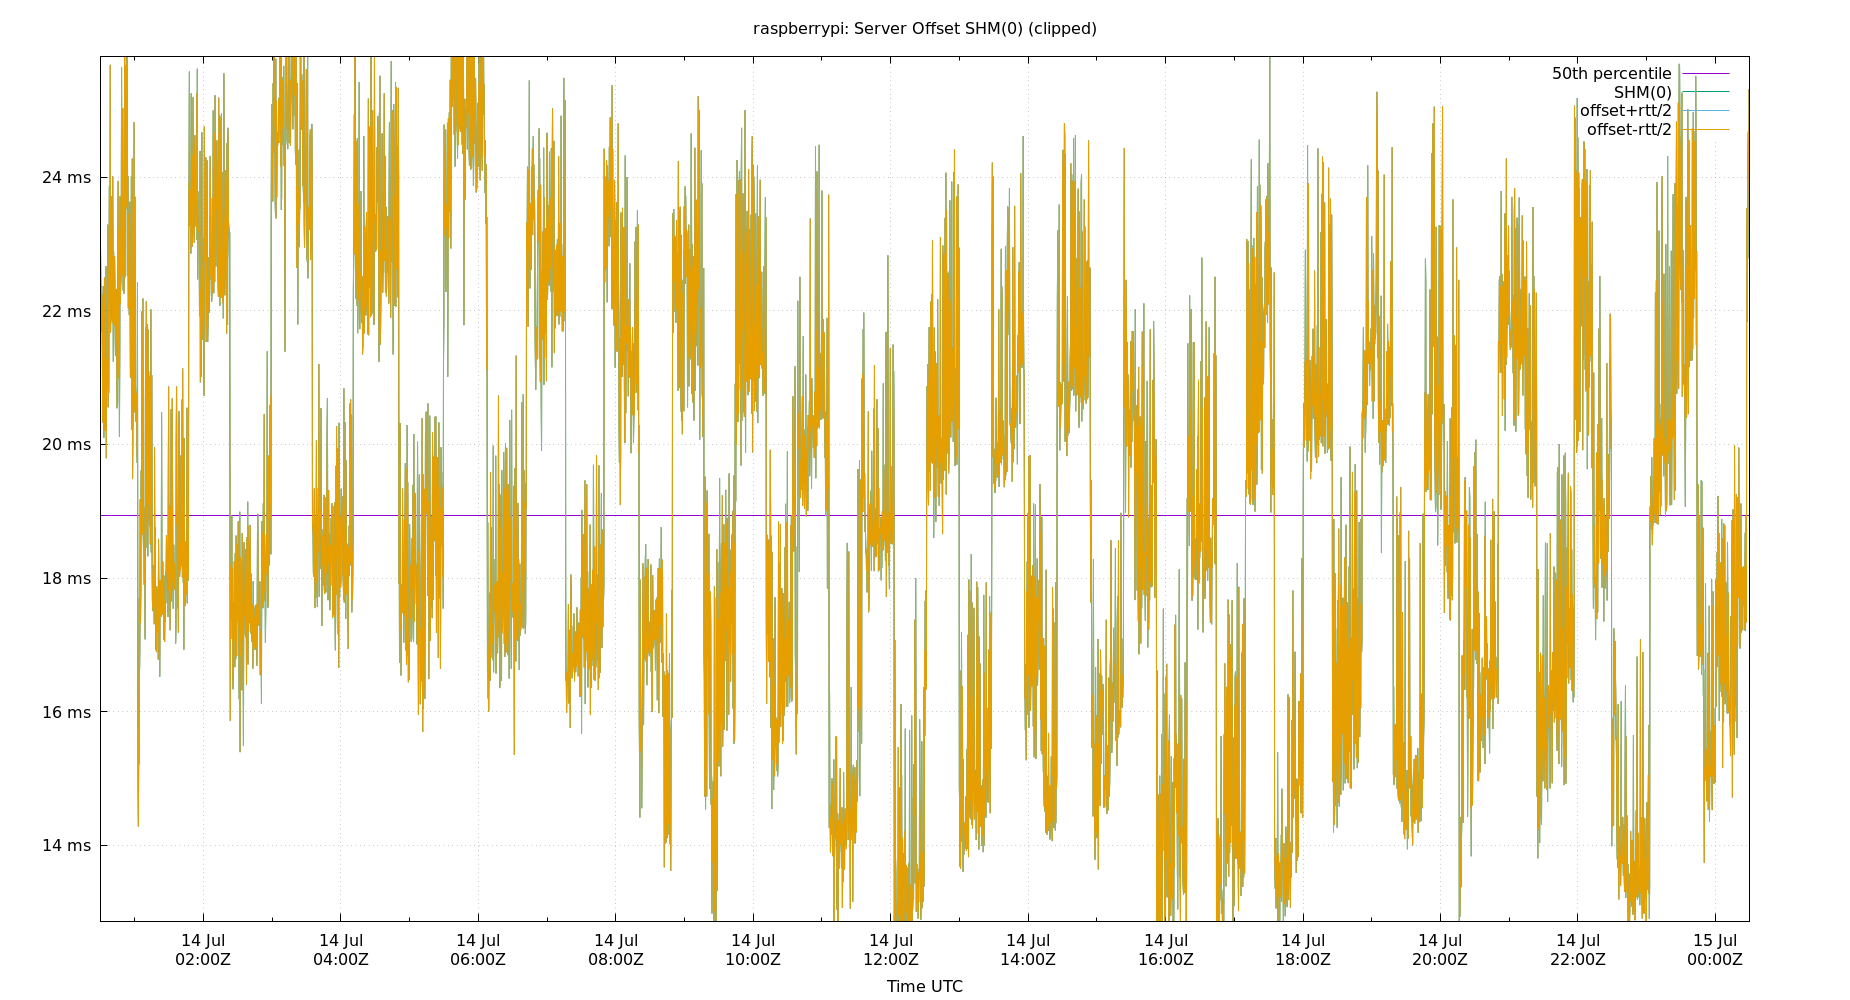 raspberrypi: Server Offset SHM(0) (clipped)
50th percentile
SHM(0)
offset+rtt/2
offset-rtt/2
24 ms
22 ms
20 ms
18 ms
16 ms
14 ms
14 Jul 14 Jul 14 Jul 14 Jul 14 Jul 14 Jul 14 Jul 14 Jul 14 Jul 14 Jul 14 Jul 15 Jul
02:00Z 04:00Z 06:00Z 08:00Z 10:00Z 12:00Z 14:00Z 16:00Z 18:00Z 20:00Z 22:00Z 00:00Z
Time UTC